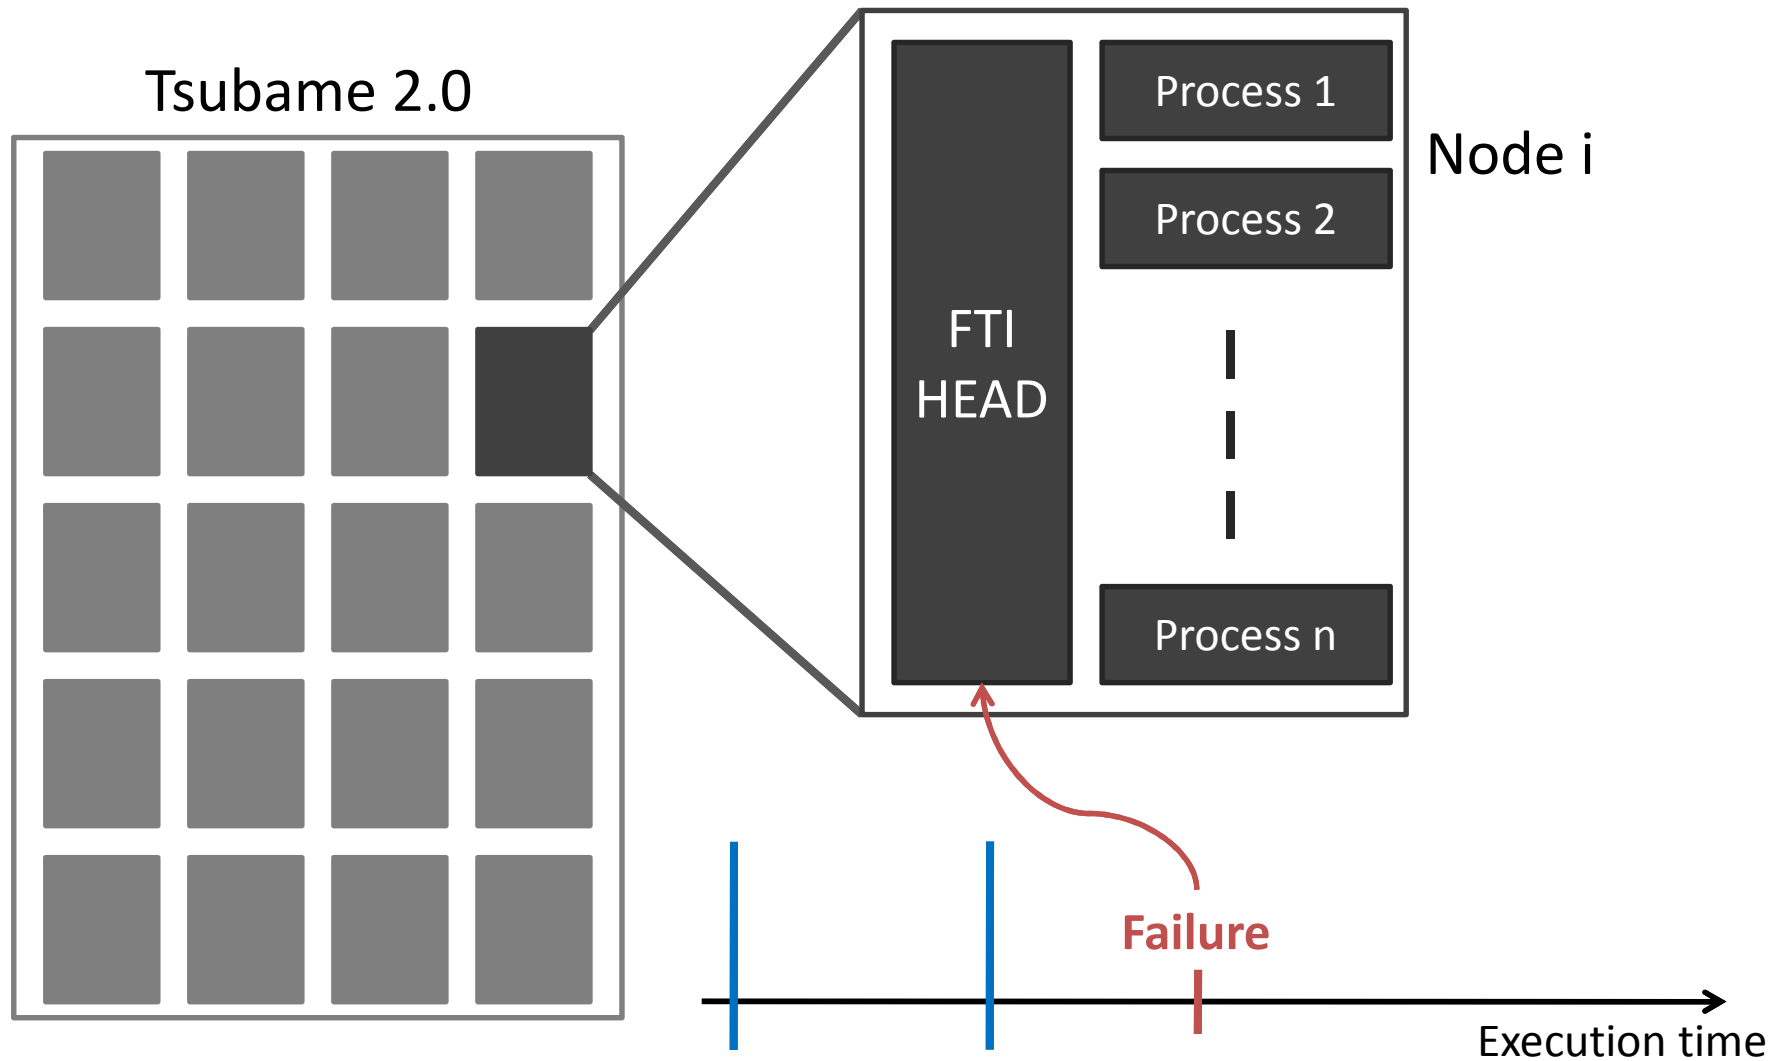 Tsubame 2.0
Node i
FTI
HEAD
Process 1
Process 2
Process n
Failure
Execution time